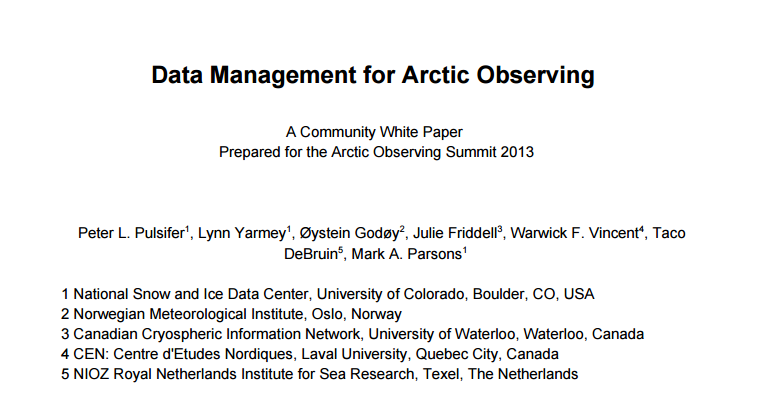 Data Management for Arctic Observing
A Community White Paper
Prepared for the Arctic Observing Summit 2013
Peter L. Pulsifer¹, Lynn Yarmey¹, Øystein Godøy², Julie Friddell³, Warwick F. Vincent⁴, Taco
DeBruin⁵, Mark A. Parsons¹
1 National Snow and Ice Data Center, University of Colorado, Boulder, CO, USA
2 Norwegian Meteorological Institute, Oslo, Norway
3 Canadian Cryospheric Information Network, University of Waterloo, Waterloo, Canada
4 CEN: Centre d'Etudes Nordiques, Laval University, Quebec City, Canada
5 NIOZ Royal Netherlands Institute for Sea Research, Texel, The Netherlands